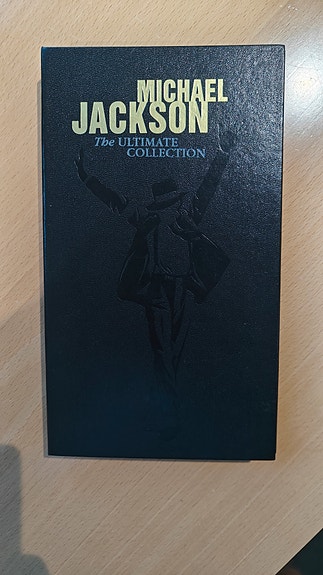 MICHAEL
JACKSON
The ULTIMATE
COLLECTION